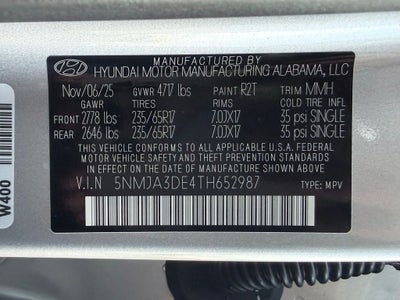 MANUFACTURED BY
HYUNDAI MOTOR MANUFACTURING ALABAMA, LLC
Nov/06/25 GVWR 4717 lbs PAINT R2T TRIM MMH
GAWR TIRES RIMS COLD TIRE INF. PR.
FRONT 2778 lbs 235/65R17 7.0JX17 35 psi SINGLE
REAR 2646 lbs 235/65R17 7.0JX17 35 psi SINGLE
THIS VEHICLE CONFORMS TO ALL APPLICABLE U.S. FEDERAL
MOTOR VEHICLE SAFETY, BUMPER, AND THEFT PREVENTION STANDARDS
IN EFFECT ON THE DATE OF MANUFACTURE SHOWN ABOVE.
V.I.N 5NMJA3DE4TH652987 TYPE: MPV
W400